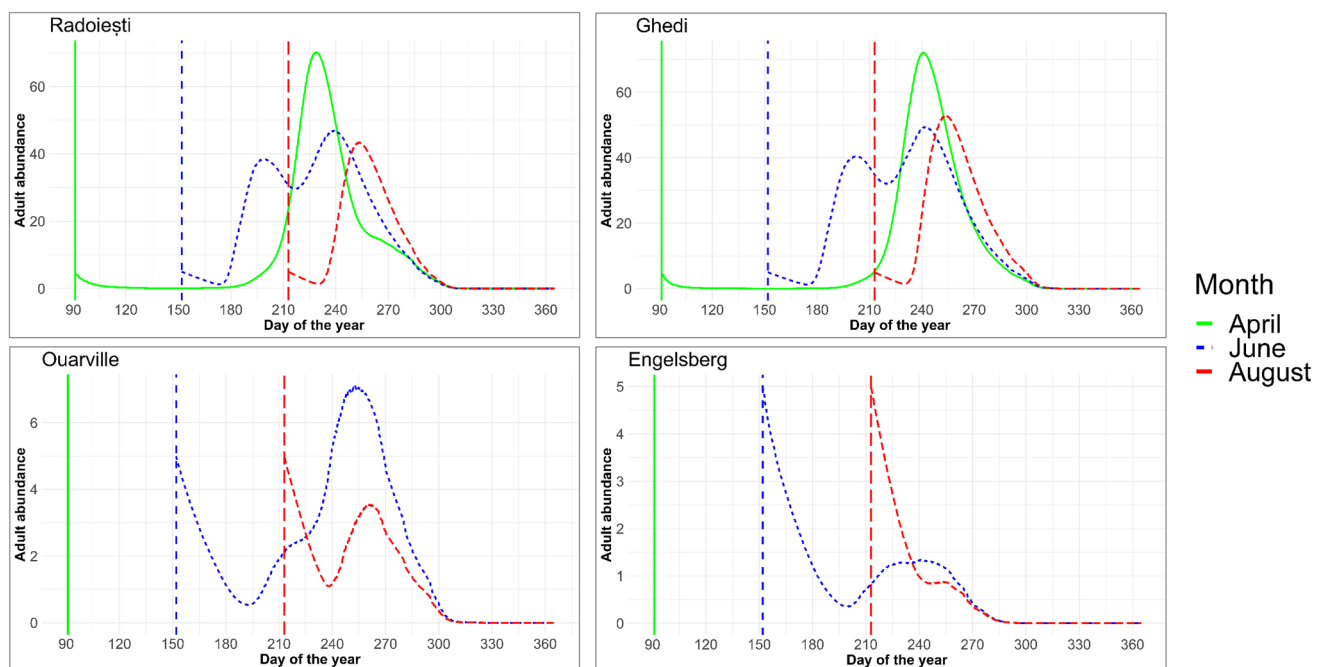 Radoiești
Adult abundance
60
40
20
0
90 120 150 180 210 240 270 300 330 360
Day of the year
Ghedi
Adult abundance
60
40
20
0
90 120 150 180 210 240 270 300 330 360
Day of the year
Ouarville
Adult abundance
6
4
2
0
90 120 150 180 210 240 270 300 330 360
Day of the year
Engelsberg
Adult abundance
5
4
3
2
1
0
90 120 150 180 210 240 270 300 330 360
Day of the year
Month
April
June
August